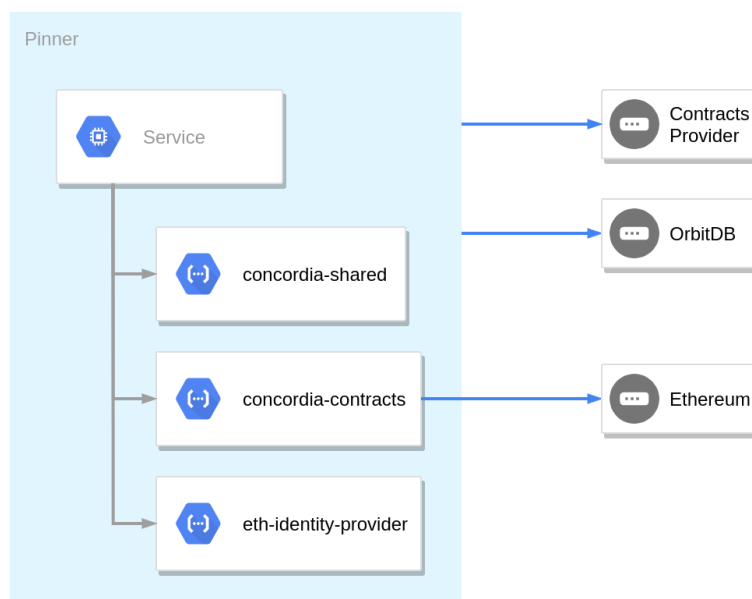 Pinner
Service
Contracts
Provider
OrbitDB
concordia-shared
concordia-contracts
Ethereum
eth-identity-provider